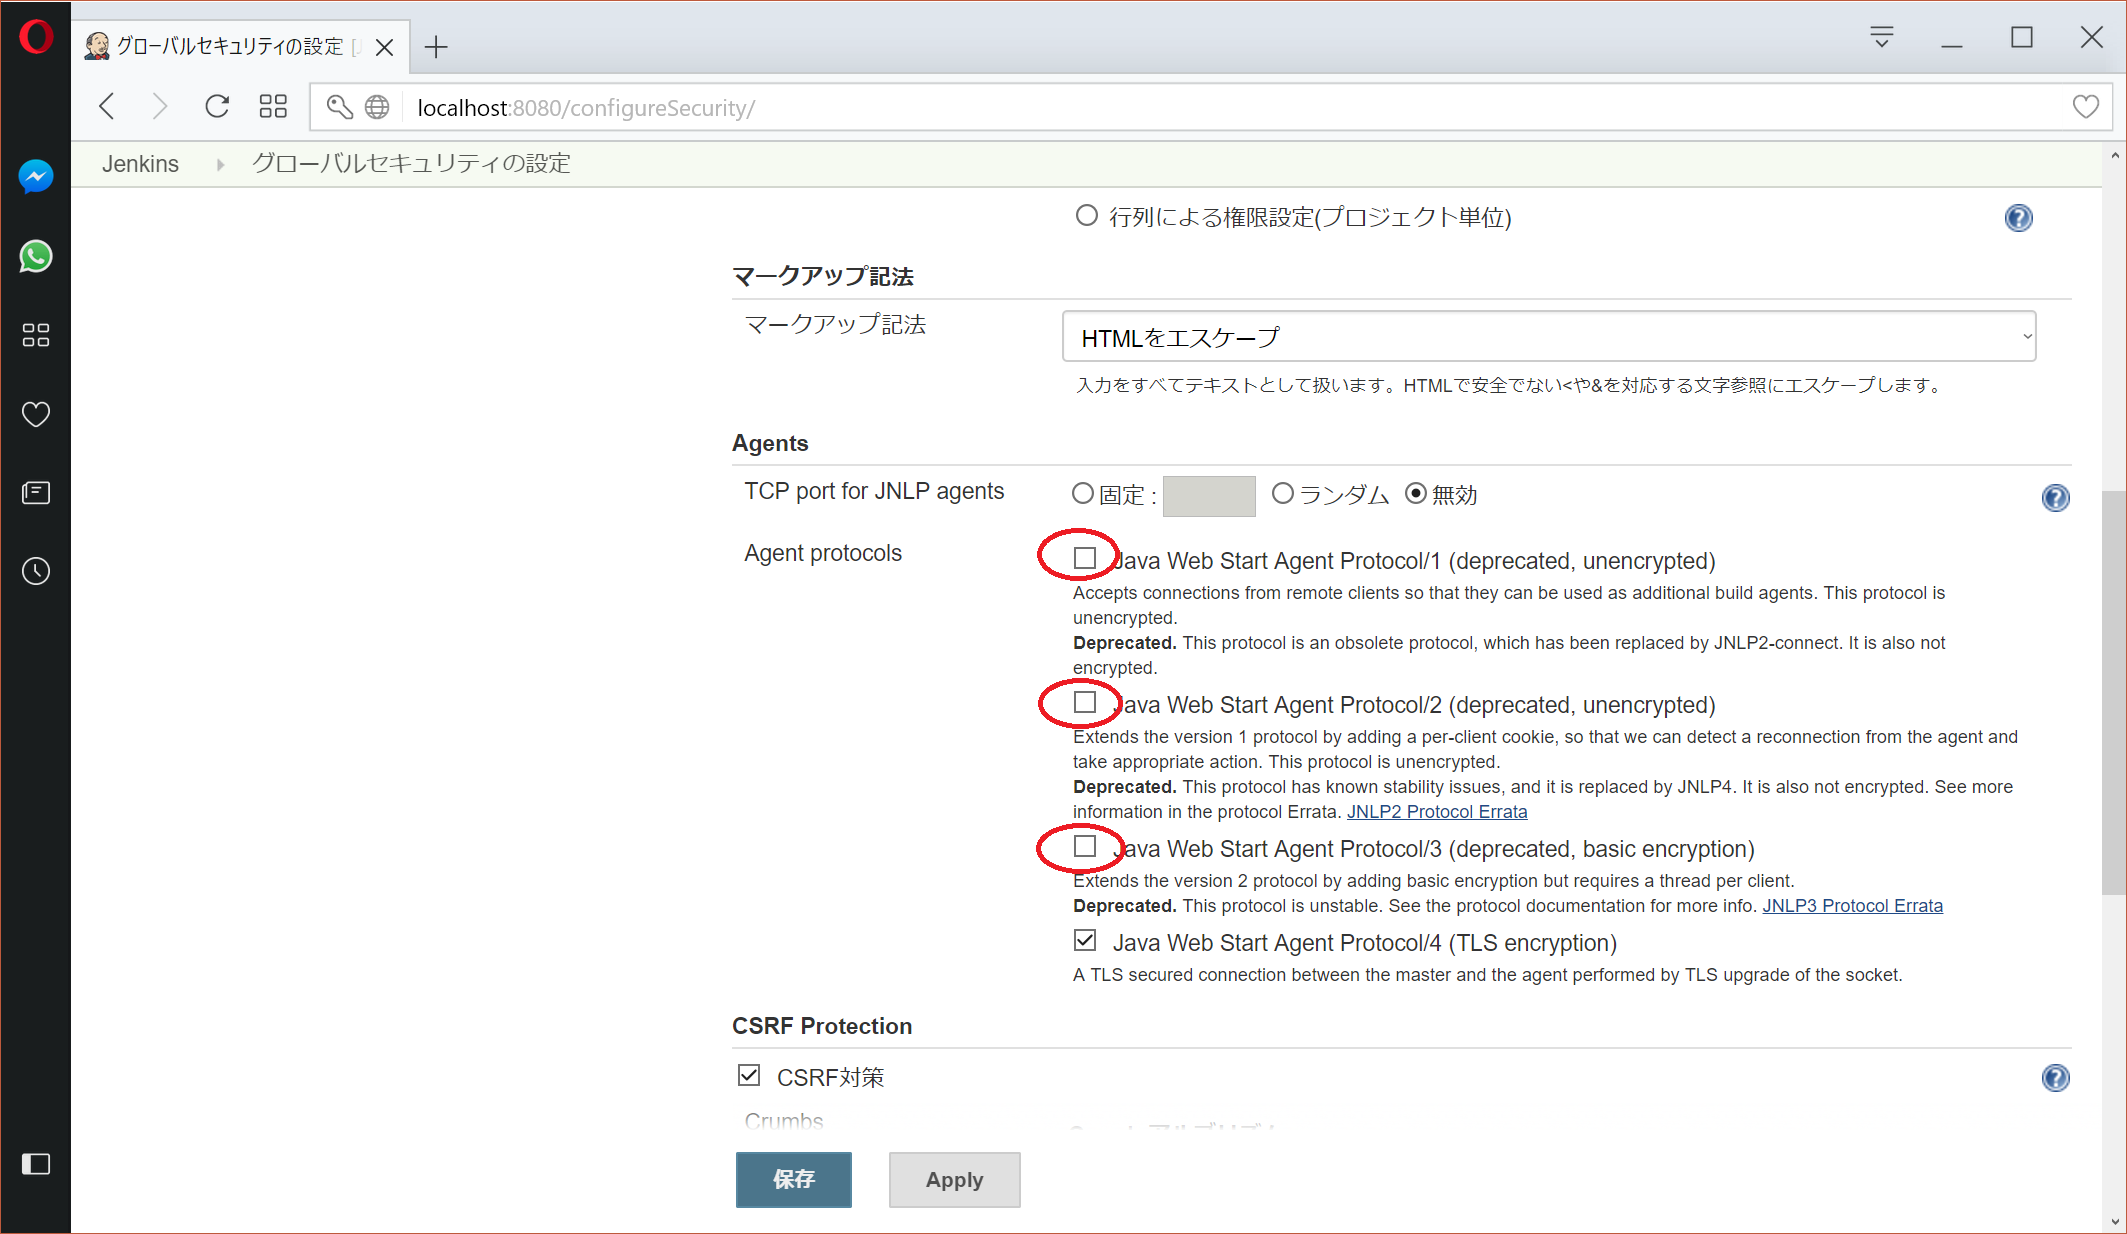 グローバルセキュリティの設定 [
localhost:8080/configureSecurity/
Jenkins
グローバルセキュリティの設定
行列による権限設定(プロジェクト単位)
マークアップ記法
マークアップ記法
HTMLをエスケープ
入力をすべてテキストとして扱います。HTMLで安全でない<や&を対応する文字参照にエスケープします。
Agents
TCP port for JNLP agents
固定 :
ランダム
無効
Agent protocols
Java Web Start Agent Protocol/1 (deprecated, unencrypted)
Accepts connections from remote clients so that they can be used as additional build agents. This protocol is
unencrypted.
Deprecated. This protocol is an obsolete protocol, which has been replaced by JNLP2-connect. It is also not
encrypted.
Java Web Start Agent Protocol/2 (deprecated, unencrypted)
Extends the version 1 protocol by adding a per-client cookie, so that we can detect a reconnection from the agent and
take appropriate action. This protocol is unencrypted.
Deprecated. This protocol has known stability issues, and it is replaced by JNLP4. It is also not encrypted. See more
information in the protocol Errata. JNLP2 Protocol Errata
Java Web Start Agent Protocol/3 (deprecated, basic encryption)
Extends the version 2 protocol by adding basic encryption but requires a thread per client.
Deprecated. This protocol is unstable. See the protocol documentation for more info. JNLP3 Protocol Errata
Java Web Start Agent Protocol/4 (TLS encryption)
A TLS secured connection between the master and the agent performed by TLS upgrade of the socket.
CSRF Protection
CSRF対策
Crumbs
保存
Apply